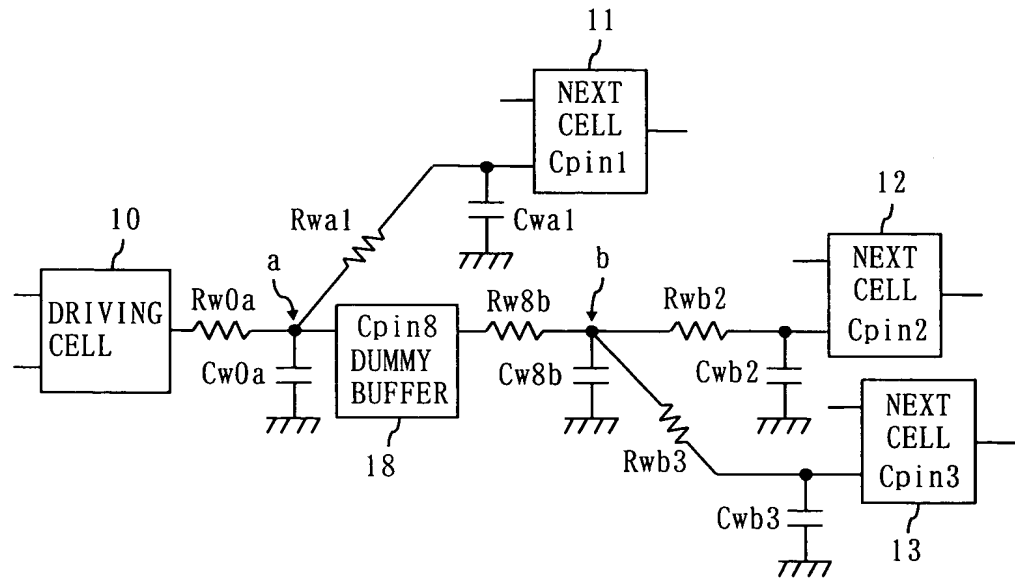 11
NEXT
CELL
Cpin1
Rwa1
Cwa1
12
NEXT
CELL
Cpin2
10
DRIVING
CELL
a
Rw0a
Cw0a
Cpin8
DUMMY
BUFFER
18
Rw8b
b
Cw8b
Rwb2
Cwb2
Rwb3
Cwb3
NEXT
CELL
Cpin3
13